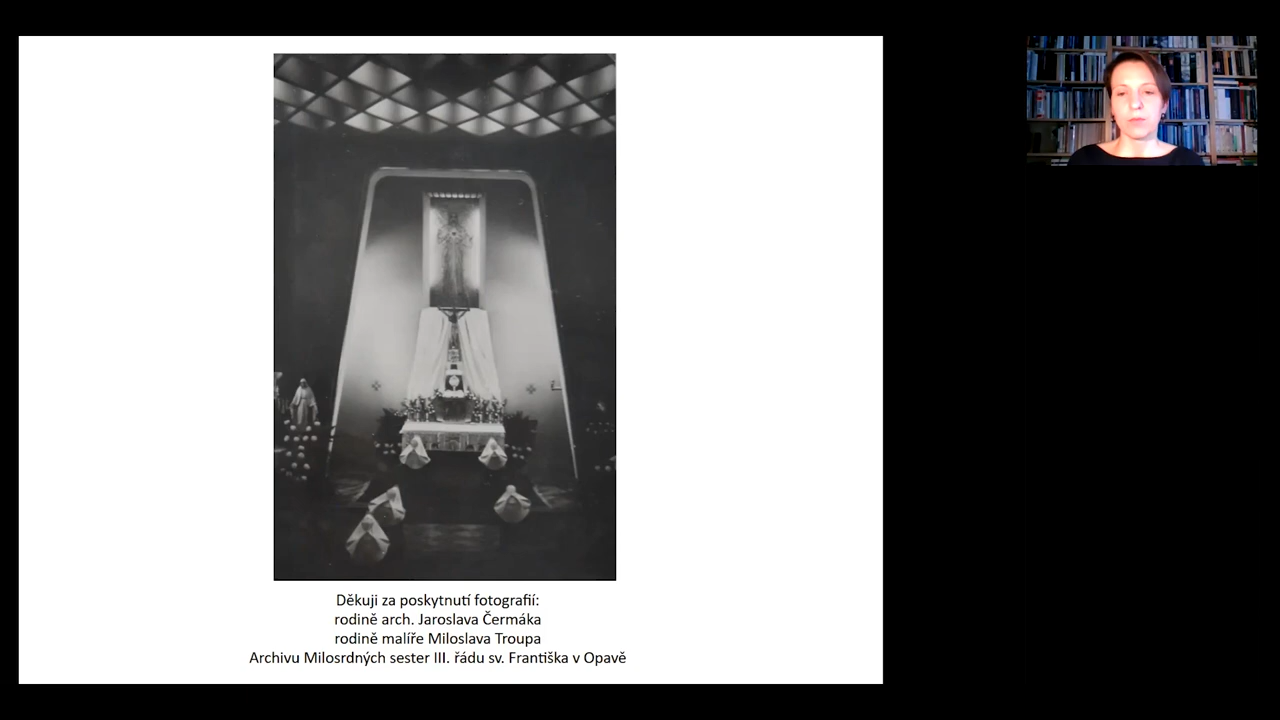 Děkuji za poskytnutí fotografií:
rodině arch. Jaroslava Čermáka
rodině malíře Miloslava Troupa
Archivu Milosrdných sester III. řádu sv. Františka v Opavě